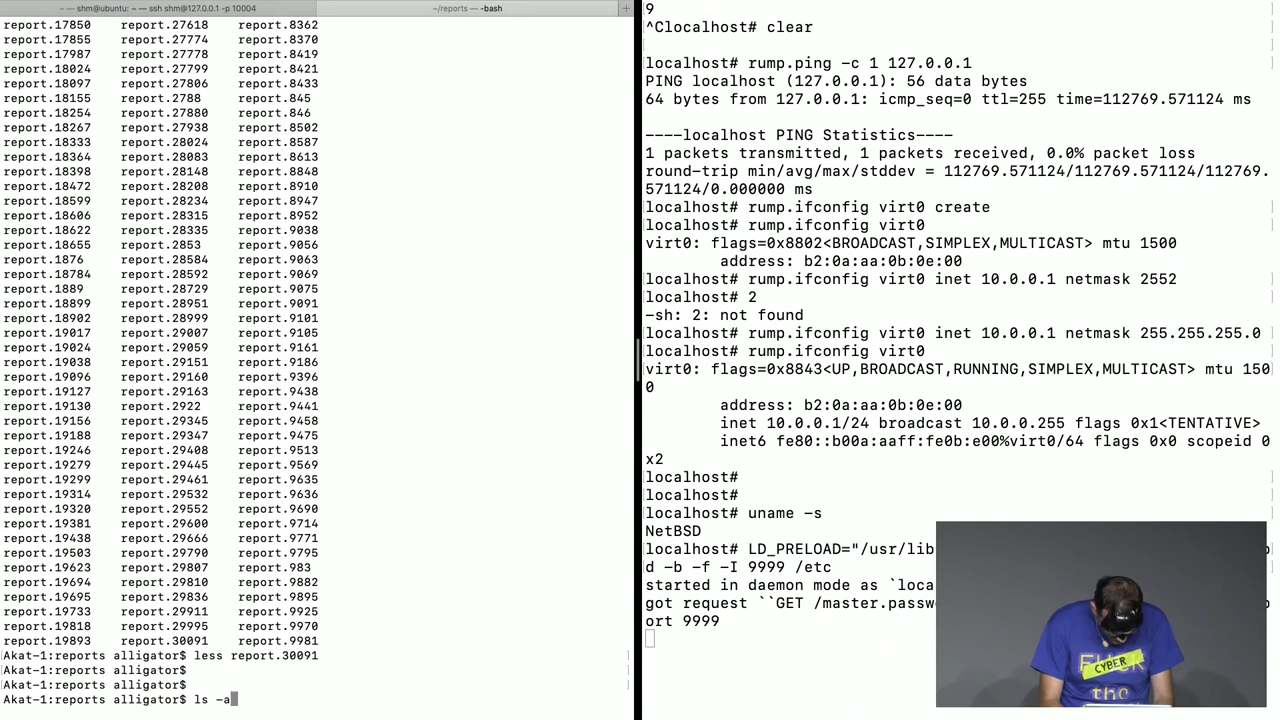 ~ — shm@ubuntu: ~ — ssh shm@127.0.0.1 -p 10004
~/reports — -bash
+
report.17850 report.27618 report.8362
report.17855 report.27774 report.8370
report.17987 report.27778 report.8419
report.18024 report.27799 report.8421
report.18097 report.27806 report.8433
report.18155 report.2788 report.845
report.18254 report.27880 report.846
report.18267 report.27938 report.8502
report.18333 report.28024 report.8587
report.18364 report.28083 report.8613
report.18398 report.28148 report.8848
report.18472 report.28208 report.8910
report.18599 report.28234 report.8947
report.18606 report.28315 report.8952
report.18622 report.28335 report.9038
report.18655 report.2853 report.9056
report.1876 report.28584 report.9063
report.18784 report.28592 report.9069
report.1889 report.28729 report.9075
report.18899 report.28951 report.9091
report.18902 report.28999 report.9101
report.19017 report.29007 report.9105
report.19024 report.29059 report.9161
report.19038 report.29151 report.9186
report.19096 report.29160 report.9396
report.19127 report.29163 report.9438
report.19130 report.2922 report.9441
report.19156 report.29345 report.9458
report.19188 report.29347 report.9475
report.19246 report.29408 report.9513
report.19279 report.29445 report.9569
report.19299 report.29461 report.9635
report.19314 report.29532 report.9636
report.19320 report.29552 report.9690
report.19381 report.29600 report.9714
report.19438 report.29666 report.9771
report.19503 report.29790 report.9795
report.19623 report.29807 report.983
report.19694 report.29810 report.9882
report.19695 report.29836 report.9895
report.19733 report.29911 report.9925
report.19818 report.29995 report.9970
report.19893 report.30091 report.9981
Akat-1:reports alligator$ less report.30091
Akat-1:reports alligator$
Akat-1:reports alligator$
Akat-1:reports alligator$ ls -a
9
^Clocalhost# clear
localhost# rump.ping -c 1 127.0.0.1
PING localhost (127.0.0.1): 56 data bytes
64 bytes from 127.0.0.1: icmp_seq=0 ttl=255 time=112769.571124 ms
----localhost PING Statistics----
1 packets transmitted, 1 packets received, 0.0% packet loss
round-trip min/avg/max/stddev = 112769.571124/112769.571124/112769.
571124/0.000000 ms
localhost# rump.ifconfig virt0 create
localhost# rump.ifconfig virt0
virt0: flags=0x8802<BROADCAST,SIMPLEX,MULTICAST> mtu 1500
address: b2:0a:aa:0b:0e:00
localhost# rump.ifconfig virt0 inet 10.0.0.1 netmask 2552
localhost# 2
-sh: 2: not found
localhost# rump.ifconfig virt0 inet 10.0.0.1 netmask 255.255.255.0
localhost# rump.ifconfig virt0
virt0: flags=0x8843<UP,BROADCAST,RUNNING,SIMPLEX,MULTICAST> mtu 150
0
address: b2:0a:aa:0b:0e:00
inet 10.0.0.1/24 broadcast 10.0.0.255 flags 0x1<TENTATIVE>
inet6 fe80::b00a:aaff:fe0b:e00%virt0/64 flags 0x0 scopeid 0
x2
localhost#
localhost#
localhost# uname -s
NetBSD
localhost# LD_PRELOAD="/usr/lib
d -b -f -I 9999 /etc
started in daemon mode as `loca
got request ``GET /master.passw
ort 9999
CYBER
the